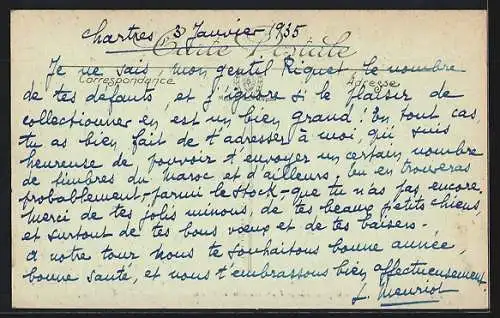 Chartres 3 Janvier 1935
Carte Postale
Je ne sais, mon gentil Riquet le nombre
Correspondance Adresse
de tes défauts, et j'ignore si le plaisir de
collectionner en est un bien grand! En tout cas,
tu as bien fait de t'adresser à moi, qui suis
heureuse de pouvoir t'envoyer un certain nombre
de timbres du Maroc et d'ailleurs, tu en trouveras
probablement, parmi le stock, que tu n'as pas encore.
Merci de tes jolis minous, de tes beaux petits chiens,
et surtout de tes bons vœux et de tes baisers.
A notre tour nous te souhaitons bonne année,
bonne santé, et nous t'embrassons bien affectueusement
L. Meuriot